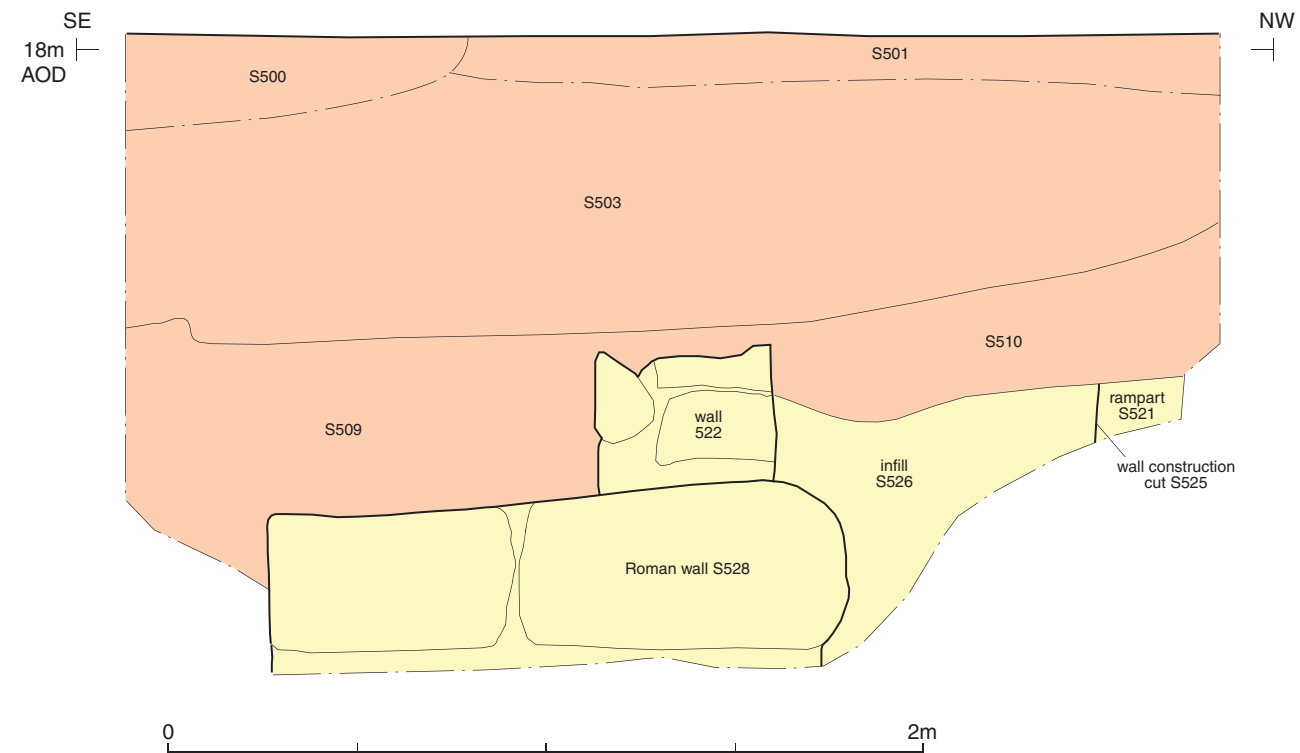 SE
NW
18m
AOD
S500
S501
S503
S510
S509
wall
522
rampart
S521
infill
S526
wall construction
cut S525
Roman wall S528
0
2m